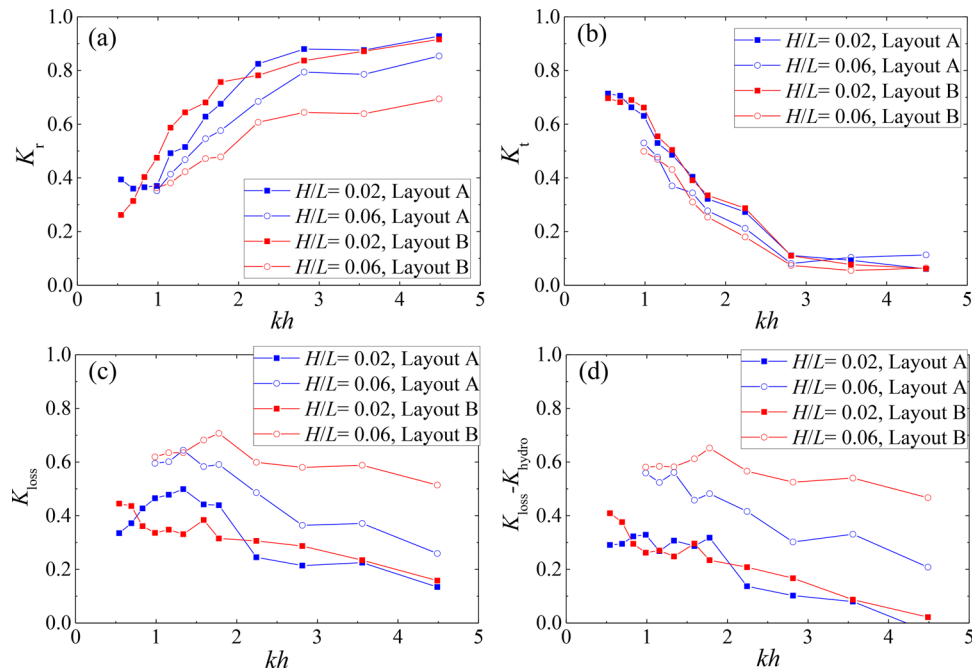 (a)
1.0
0.8
0.6
0.4
0.2
0.0
Kr
H/L= 0.02, Layout A
H/L= 0.06, Layout A
H/L= 0.02, Layout B
H/L= 0.06, Layout B
0 1 2 3 4 5
kh
(b)
1.0
0.8
0.6
0.4
0.2
0.0
Kt
H/L= 0.02, Layout A
H/L= 0.06, Layout A
H/L= 0.02, Layout B
H/L= 0.06, Layout B
0 1 2 3 4 5
kh
(c)
1.0
0.8
0.6
0.4
0.2
0.0
Kloss
H/L= 0.02, Layout A
H/L= 0.06, Layout A
H/L= 0.02, Layout B
H/L= 0.06, Layout B
0 1 2 3 4 5
kh
(d)
1.0
0.8
0.6
0.4
0.2
0.0
Kloss-Khydro
H/L= 0.02, Layout A
H/L= 0.06, Layout A
H/L= 0.02, Layout B
H/L= 0.06, Layout B
0 1 2 3 4 5
kh